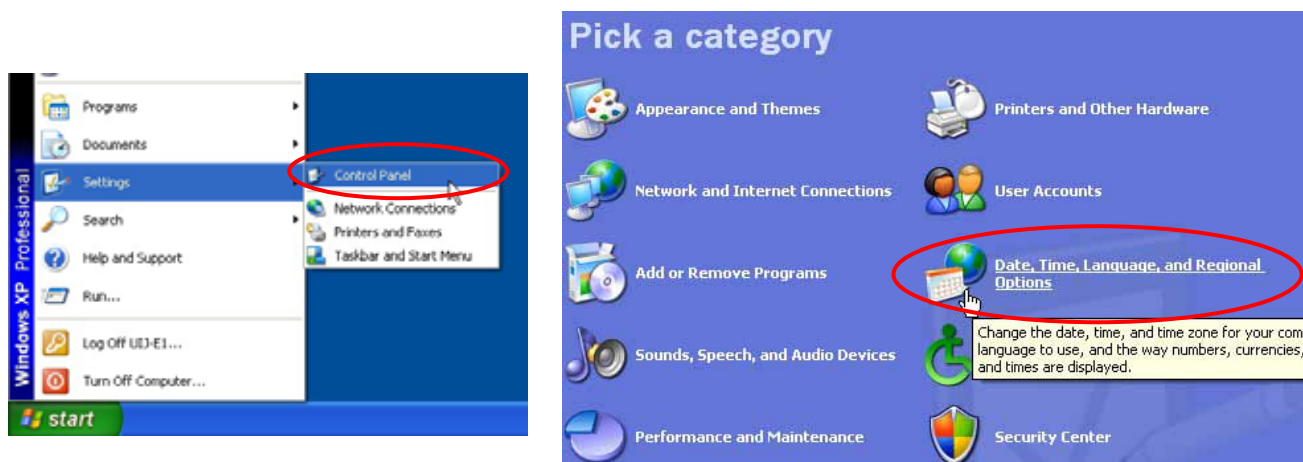 Programs
Documents
Settings
Search
Help and Support
Run...
Log Off UIJ-E1...
Turn Off Computer...
Windows XP Professional
start
Control Panel
Network Connections
Printers and Faxes
Taskbar and Start Menu
Pick a category
Appearance and Themes
Printers and Other Hardware
Network and Internet Connections
User Accounts
Add or Remove Programs
Date, Time, Language, and Regional
Options
Change the date, time, and time zone for your com
language to use, and the way numbers, currencies,
and times are displayed.
Sounds, Speech, and Audio Devices
Performance and Maintenance
Security Center